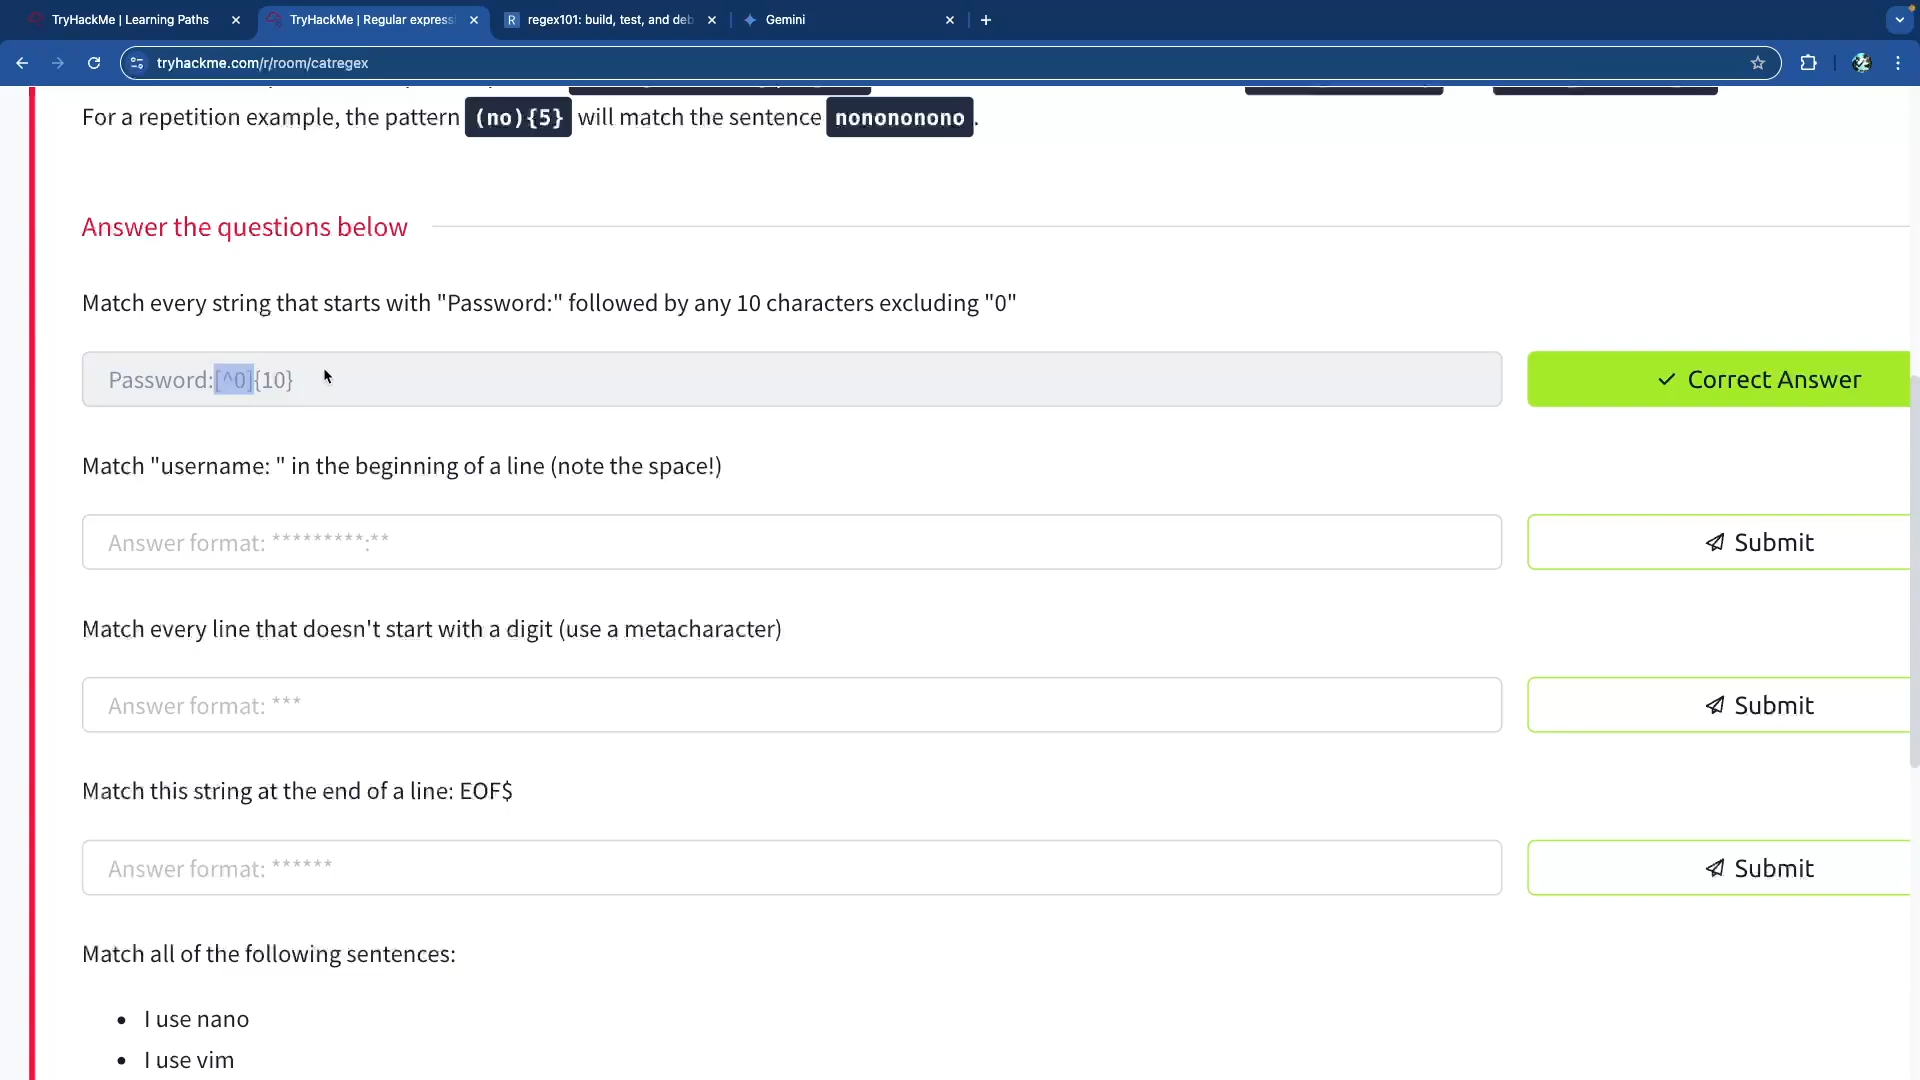 TryHackMe | Learning Paths
TryHackMe | Regular express
R regex101: build, test, and deb
Gemini
tryhackme.com/r/room/catregex
For a repetition example, the pattern (no){5} will match the sentence nonononono.
Answer the questions below
Match every string that starts with "Password:" followed by any 10 characters excluding "0"
Password:[^0]{10}
Correct Answer
Match "username: " in the beginning of a line (note the space!)
Answer format: *********:**
Submit
Match every line that doesn't start with a digit (use a metacharacter)
Answer format: ***
Submit
Match this string at the end of a line: EOF$
Answer format: ******
Submit
Match all of the following sentences:
• I use nano
• I use vim